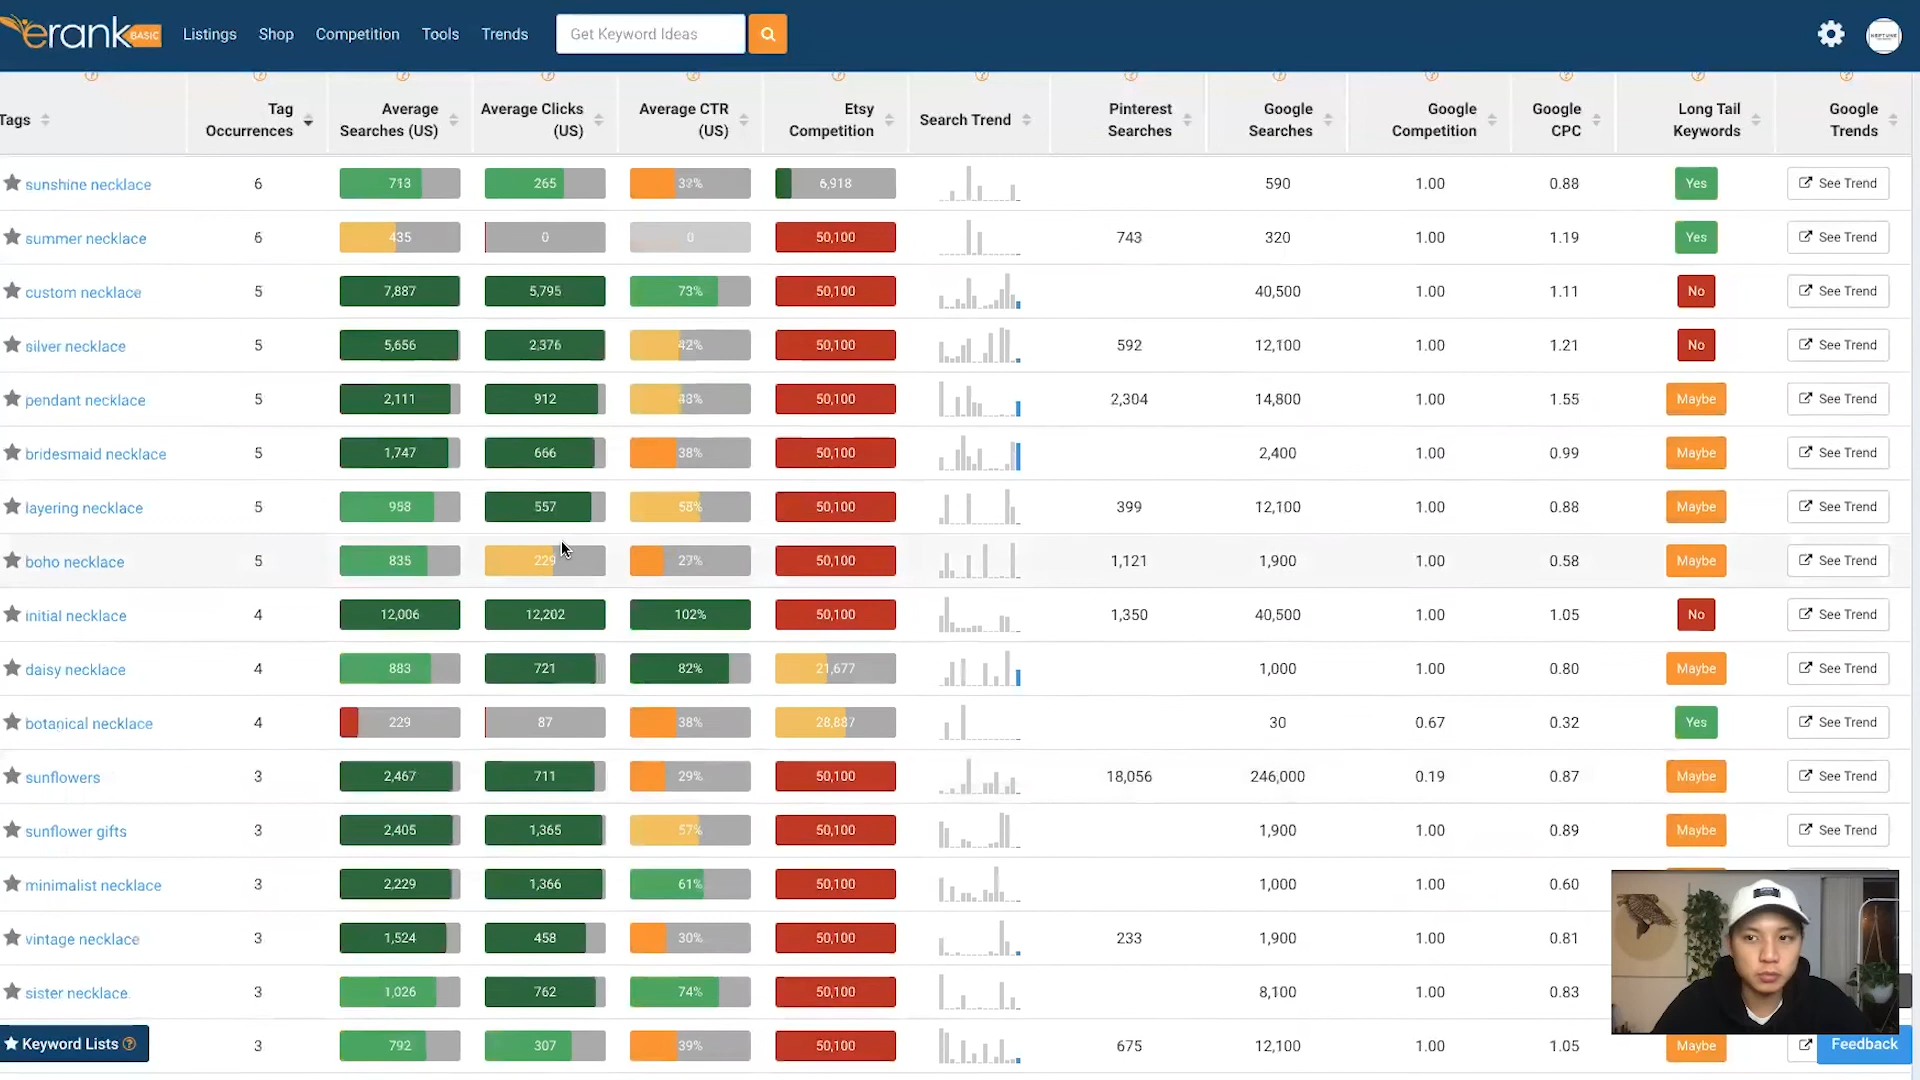 erank BASIC Listings Shop Competition Tools Trends Get Keyword Ideas
Tags Tag Occurrences Average Searches (US) Average Clicks (US) Average CTR (US) Etsy Competition Search Trend Pinterest Searches Google Searches Google Competition Google CPC Long Tail Keywords Google Trends
sunshine necklace 6 713 265 6,918 590 1.00 0.88 Yes See Trend
summer necklace 6 435 0 0 50,100 743 320 1.00 1.19 Yes See Trend
custom necklace 5 7,887 5,795 73% 50,100 40,500 1.00 1.11 No See Trend
silver necklace 5 5,656 2,376 42% 50,100 592 12,100 1.00 1.21 No See Trend
pendant necklace 5 2,111 912 43% 50,100 2,304 14,800 1.00 1.55 Maybe See Trend
bridesmaid necklace 5 1,747 666 38% 50,100 2,400 1.00 0.99 Maybe See Trend
layering necklace 5 958 557 58% 50,100 399 12,100 1.00 0.88 Maybe See Trend
boho necklace 5 835 229 27% 50,100 1,121 1,900 1.00 0.58 Maybe See Trend
initial necklace 4 12,006 12,202 102% 50,100 1,350 40,500 1.00 1.05 No See Trend
daisy necklace 4 883 721 82% 21,677 1,000 1.00 0.80 Maybe See Trend
botanical necklace 4 229 87 38% 28,887 30 0.67 0.32 Yes See Trend
sunflowers 3 2,467 711 29% 50,100 18,056 246,000 0.19 0.87 Maybe See Trend
sunflower gifts 3 2,405 1,365 57% 50,100 1,900 1.00 0.89 Maybe See Trend
minimalist necklace 3 2,229 1,366 61% 50,100 1,000 1.00 0.60
vintage necklace 3 1,524 458 30% 50,100 233 1,900 1.00 0.81
sister necklace 3 1,026 762 74% 50,100 8,100 1.00 0.83
Keyword Lists 3 792 307 39% 50,100 675 12,100 1.00 1.05 Maybe Feedback